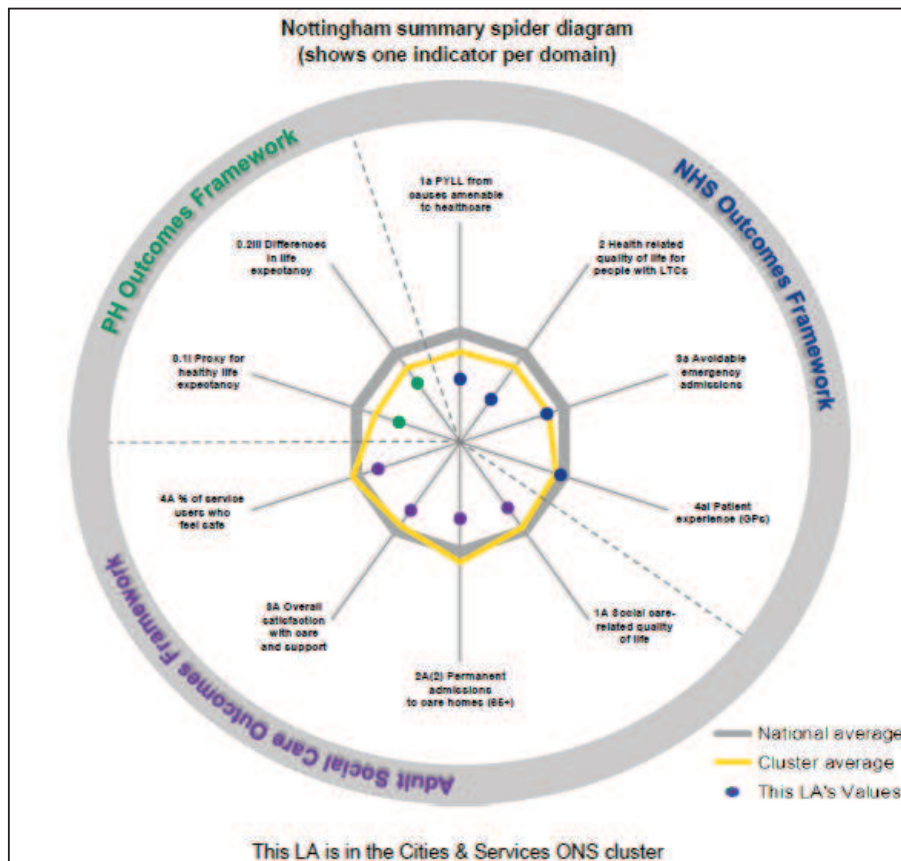 Nottingham summary spider diagram
(shows one indicator per domain)
PH Outcomes Framework
NHS Outcomes Framework
1a PYLL from
causes amenable
to healthcare
0.2iii Differences
in life
expectancy
2 Health related
quality of life for
people with LTCs
0.1i Proxy for
healthy life
expectancy
3a Avoidable
emergency
admissions
4A % of service
users who
feel safe
4ai Patient
experience (GPs)
3A Overall
satisfaction
with care
and support
1A Social care-
related quality
of life
2A(2) Permanent
admissions
to care homes (65+)
Adult Social Care Outcomes Framework
National average
Cluster average
This LA's Values
This LA is in the Cities & Services ONS cluster